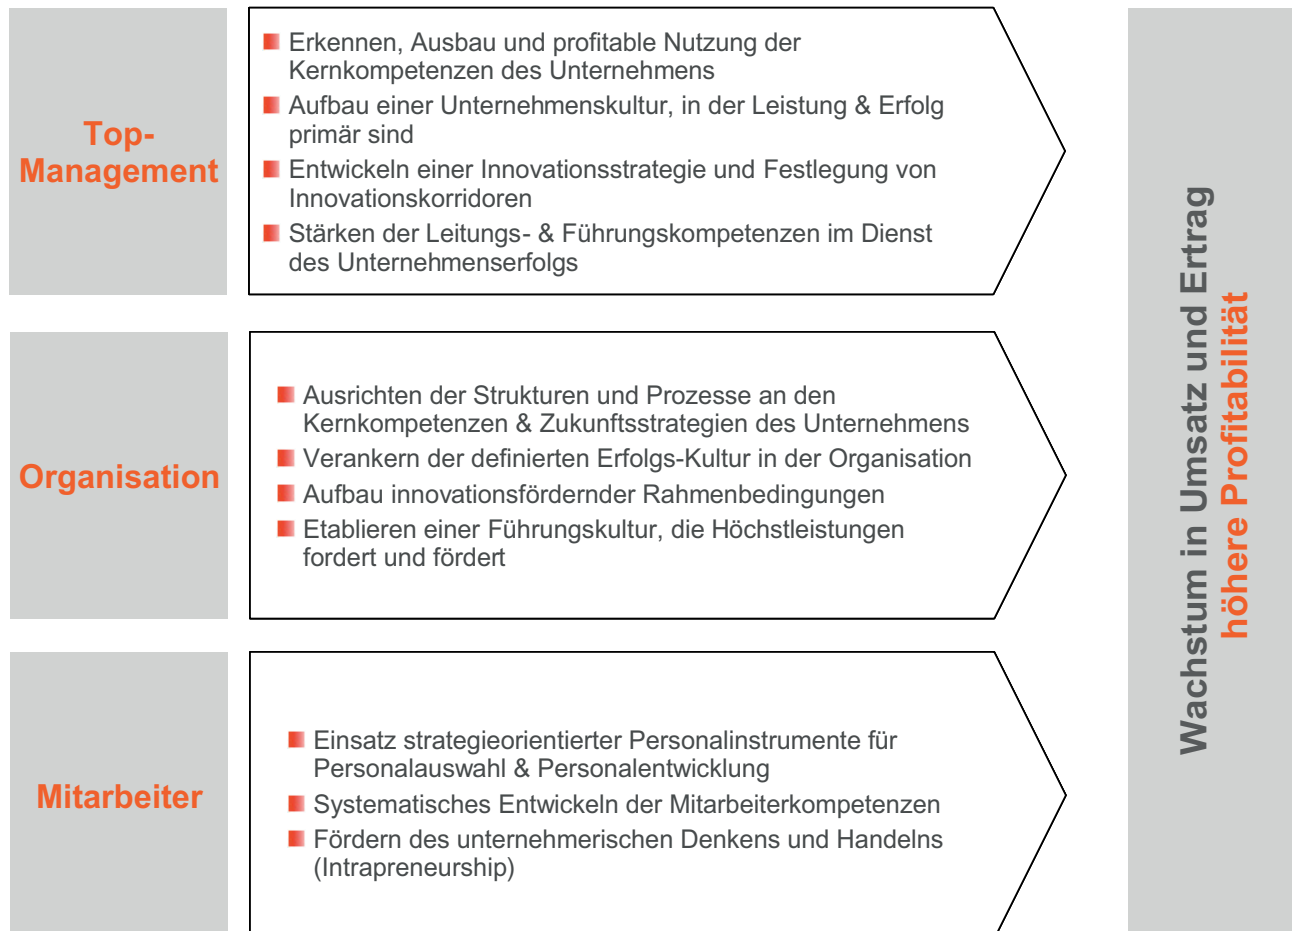 Top-
Management
Erkennen, Ausbau und profitable Nutzung der
Kernkompetenzen des Unternehmens
Aufbau einer Unternehmenskultur, in der Leistung & Erfolg
primär sind
Entwickeln einer Innovationsstrategie und Festlegung von
Innovationskorridoren
Stärken der Leitungs- & Führungskompetenzen im Dienst
des Unternehmenserfolgs
Organisation
Ausrichten der Strukturen und Prozesse an den
Kernkompetenzen & Zukunftsstrategien des Unternehmens
Verankern der definierten Erfolgs-Kultur in der Organisation
Aufbau innovationsfördernder Rahmenbedingungen
Etablieren einer Führungskultur, die Höchstleistungen
fordert und fördert
Mitarbeiter
Einsatz strategieorientierter Personalinstrumente für
Personalauswahl & Personalentwicklung
Systematisches Entwickeln der Mitarbeiterkompetenzen
Fördern des unternehmerischen Denkens und Handelns
(Intrapreneurship)
Wachstum in Umsatz und Ertrag
höhere Profitabilität